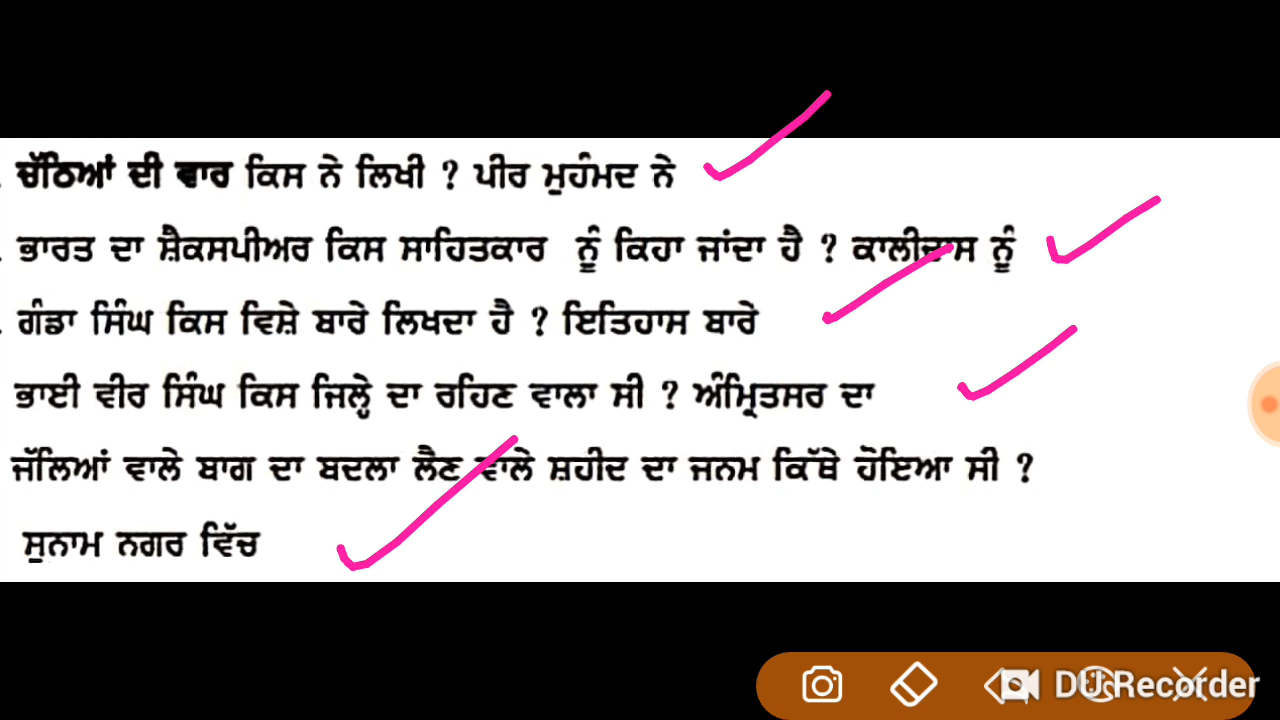 ਚੱਠਿਆਂ ਦੀ ਵਾਰ ਕਿਸ ਨੇ ਲਿਖੀ ? ਪੀਰ ਮੁਹੰਮਦ ਨੇ
ਭਾਰਤ ਦਾ ਸ਼ੈਕਸਪੀਅਰ ਕਿਸ ਸਾਹਿਤਕਾਰ ਨੂੰ ਕਿਹਾ ਜਾਂਦਾ ਹੈ ? ਕਾਲੀਦਾਸ ਨੂੰ
ਗੰਡਾ ਸਿੰਘ ਕਿਸ ਵਿਸ਼ੇ ਬਾਰੇ ਲਿਖਦਾ ਹੈ ? ਇਤਿਹਾਸ ਬਾਰੇ
ਭਾਈ ਵੀਰ ਸਿੰਘ ਕਿਸ ਜਿਲ੍ਹੇ ਦਾ ਰਹਿਣ ਵਾਲਾ ਸੀ ? ਅੰਮ੍ਰਿਤਸਰ ਦਾ
ਜੱਲਿਆਂ ਵਾਲੇ ਬਾਗ ਦਾ ਬਦਲਾ ਲੈਣ ਵਾਲੇ ਸ਼ਹੀਦ ਦਾ ਜਨਮ ਕਿੱਥੇ ਹੋਇਆ ਸੀ ?
ਸੁਨਾਮ ਨਗਰ ਵਿੱਚ
DU Recorder